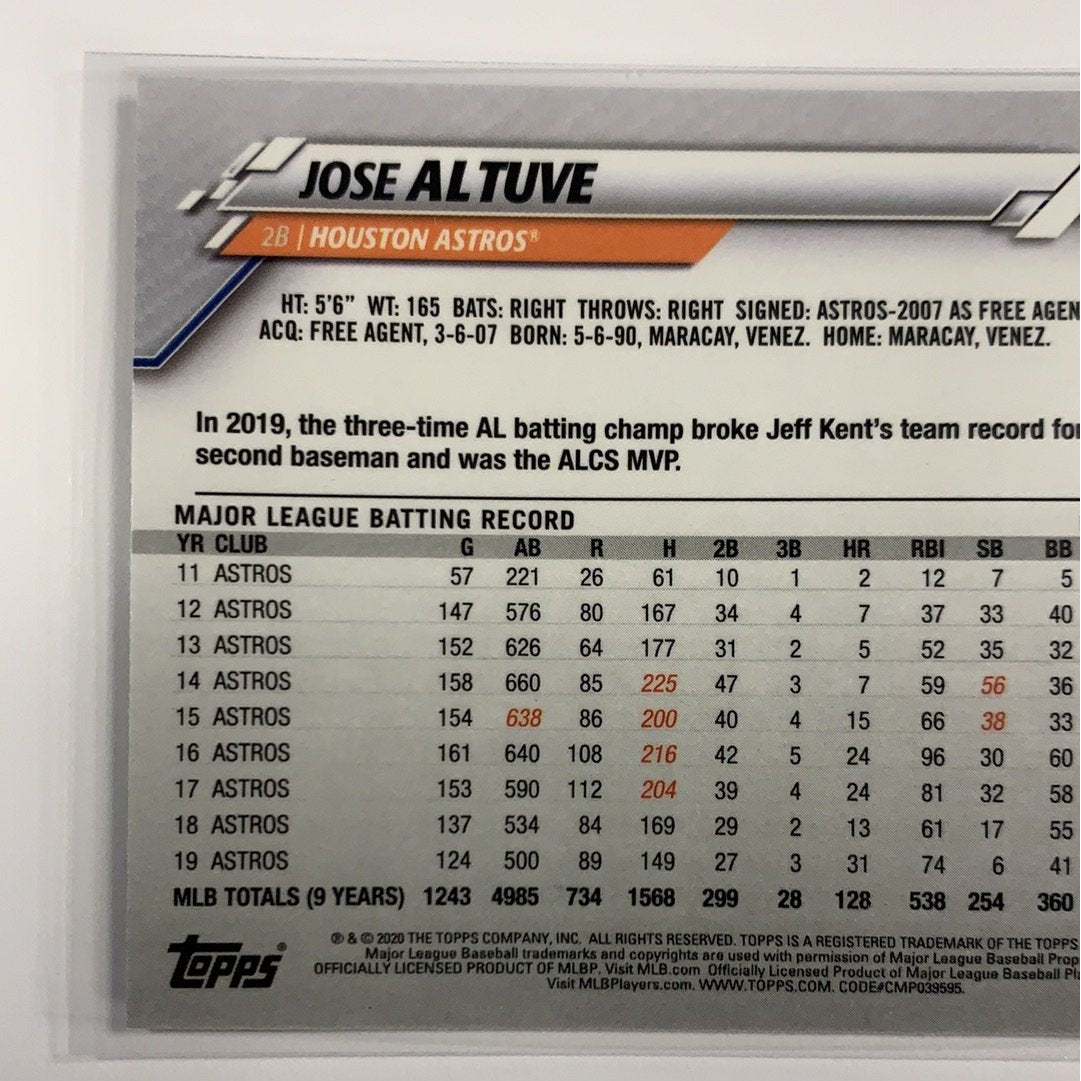 JOSE ALTUVE
2B | HOUSTON ASTROS®
HT: 5'6" WT: 165 BATS: RIGHT THROWS: RIGHT SIGNED: ASTROS-2007 AS FREE AGEN
ACQ: FREE AGENT, 3-6-07 BORN: 5-6-90, MARACAY, VENEZ. HOME: MARACAY, VENEZ.
In 2019, the three-time AL batting champ broke Jeff Kent's team record for
second baseman and was the ALCS MVP.
MAJOR LEAGUE BATTING RECORD
YR CLUB G AB R H 2B 3B HR RBI SB BB
11 ASTROS 57 221 26 61 10 1 2 12 7 5
12 ASTROS 147 576 80 167 34 4 7 37 33 40
13 ASTROS 152 626 64 177 31 2 5 52 35 32
14 ASTROS 158 660 85 225 47 3 7 59 56 36
15 ASTROS 154 638 86 200 40 4 15 66 38 33
16 ASTROS 161 640 108 216 42 5 24 96 30 60
17 ASTROS 153 590 112 204 39 4 24 81 32 58
18 ASTROS 137 534 84 169 29 2 13 61 17 55
19 ASTROS 124 500 89 149 27 3 31 74 6 41
MLB TOTALS (9 YEARS) 1243 4985 734 1568 299 28 128 538 254 360
Topps®
® & © 2020 THE TOPPS COMPANY, INC. ALL RIGHTS RESERVED. TOPPS IS A REGISTERED TRADEMARK OF THE TOPPS
Major League Baseball trademarks and copyrights are used with permission of Major League Baseball Prop
OFFICIALLY LICENSED PRODUCT OF MLBP. Visit MLB.com Officially Licensed Product of Major League Baseball Pla
Visit MLBPlayers.com. WWW.TOPPS.COM. CODE#CMP039595.